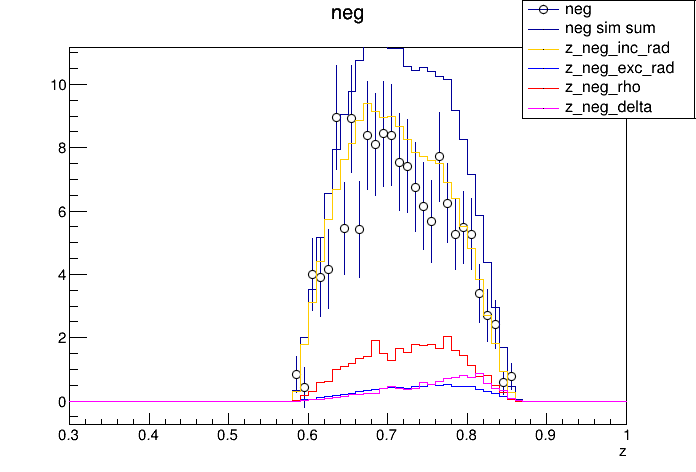 neg
neg
neg sim sum
z_neg_inc_rad
z_neg_exc_rad
z_neg_rho
z_neg_delta
10
8
6
4
2
0
0.3 0.4 0.5 0.6 0.7 0.8 0.9 1
z